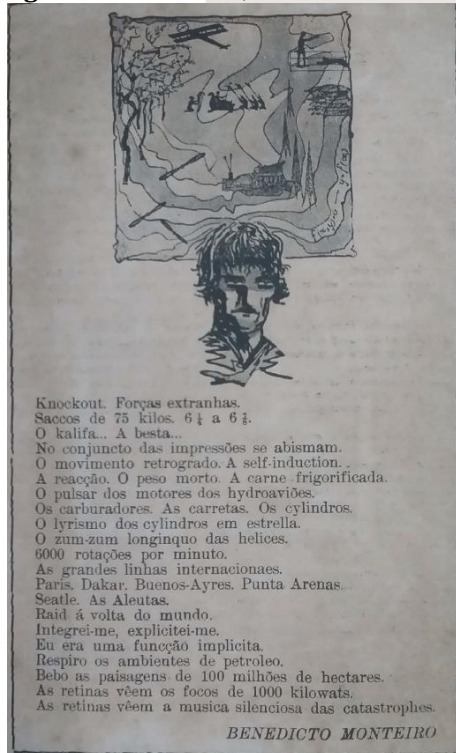 Knockout. Forças extranhas.
Saccos de 75 kilos. 6 ¼ a 6
O kalifa... A besta...
No conjuncto das impressões se abismam.
O movimento retrogrado. A self-induction.
A reacção. O peso morto. A carne frigorificada.
O pulsar dos motores dos hydroaviões.
Os carburadores. As carretas. Os cylindros.
O lyrismo dos cylindros em estrella.
O zum-zum longinquo das helices.
6000 rotações por minuto.
As grandes linhas internacionaes.
Paris. Dakar. Buenos-Ayres. Punta Arenas.
Seatle. As Aleutas.
Raid á volta do mundo.
Integrei-me, explicitei-me.
Eu era uma funcção implicita.
Respiro os ambientes de petroleo.
Bebo as paisagens de 100 milhões de hectares.
As retinas vêem os focos de 1000 kilowats.
As retinas vêem a musica silenciosa das catastrophes.
BENEDICTO MONTEIRO